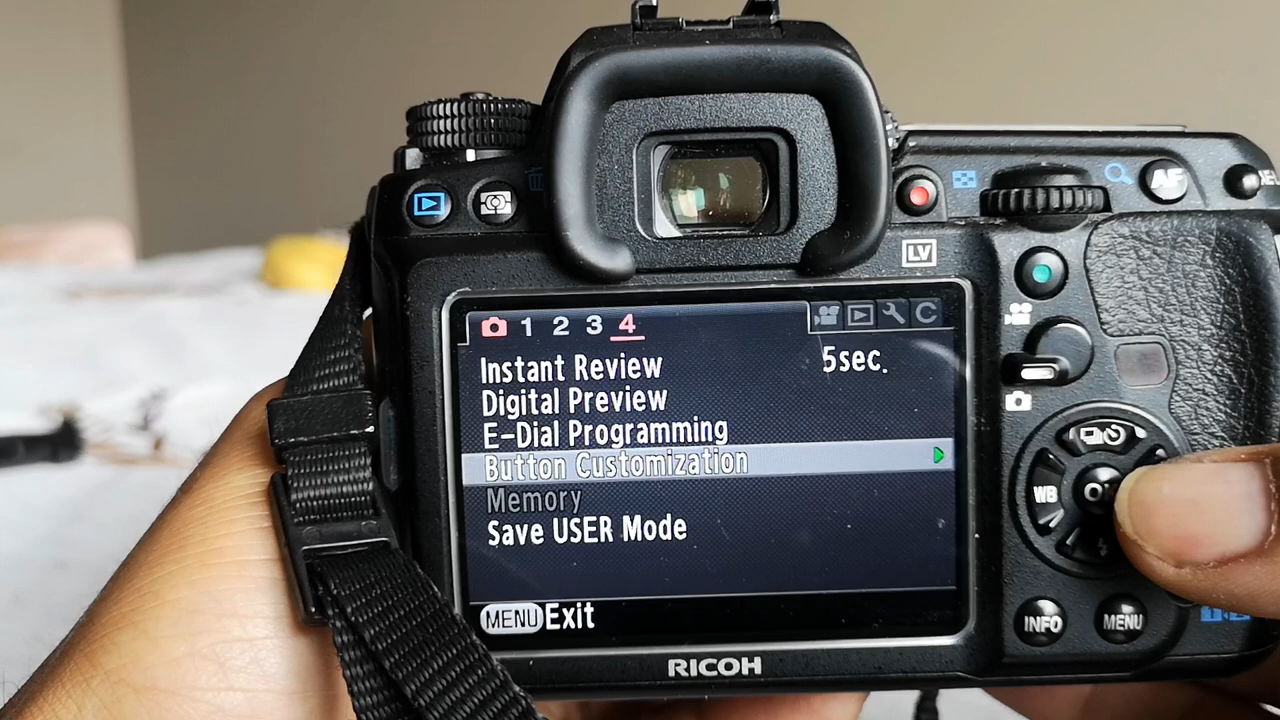 AF
LV
1 2 3 4
C
Instant Review 5sec.
Digital Preview
E-Dial Programming
Button Customization
Memory
Save USER Mode
MENU Exit
WB
INFO
MENU
RICOH